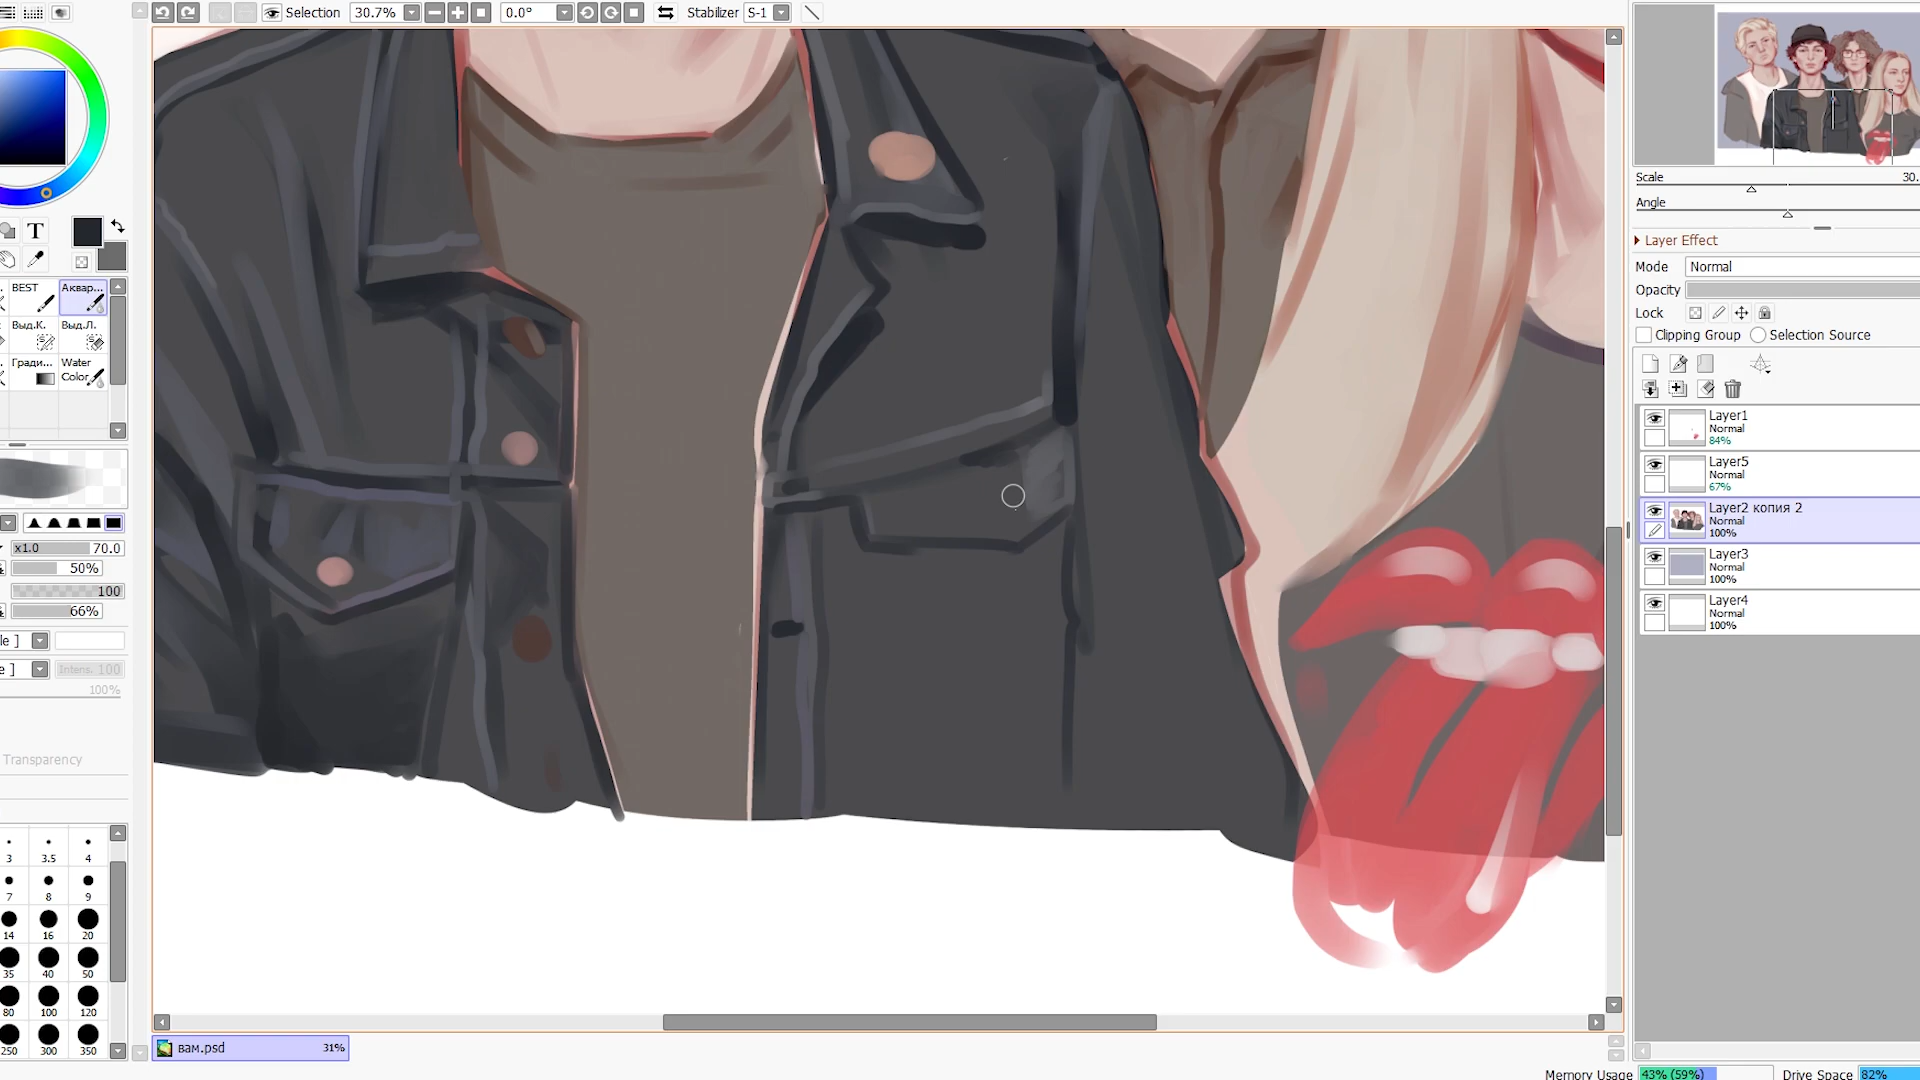 Selection 30.7% 0.0° Stabilizer S-1
T
BEST Аквар...
Выд.К. Выд.Л.
Гради... Water Color
x1.0 70.0
50%
100
66%
le ]
e ] Intens. 100
100%
Transparency
3 3.5 4
7 8 9
14 16 20
35 40 50
80 100 120
250 300 350
вам.psd 31%
Scale 30.
Angle
Layer Effect
Mode Normal
Opacity
Lock
Clipping Group Selection Source
Layer1
Normal
84%
Layer5
Normal
67%
Layer2 копия 2
Normal
100%
Layer3
Normal
100%
Layer4
Normal
100%
Memory Usage 43% (59%) Drive Space 82%